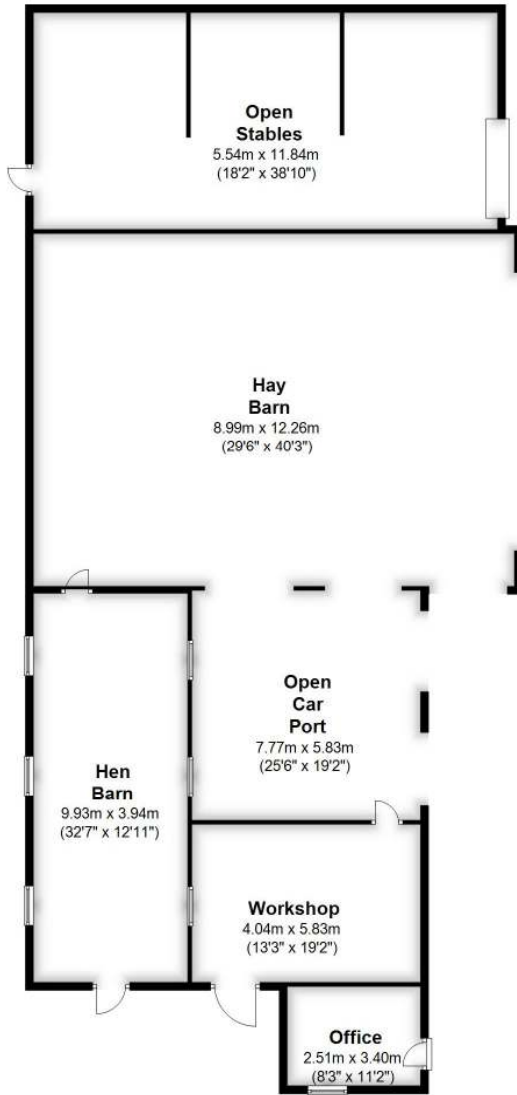 Open
Stables
5.54m x 11.84m
(18'2" x 38'10")
Hay
Barn
8.99m x 12.26m
(29'6" x 40'3")
Open
Car
Port
7.77m x 5.83m
(25'6" x 19'2")
Hen
Barn
9.93m x 3.94m
(32'7" x 12'11")
Workshop
4.04m x 5.83m
(13'3" x 19'2")
Office
2.51m x 3.40m
(8'3" x 11'2")